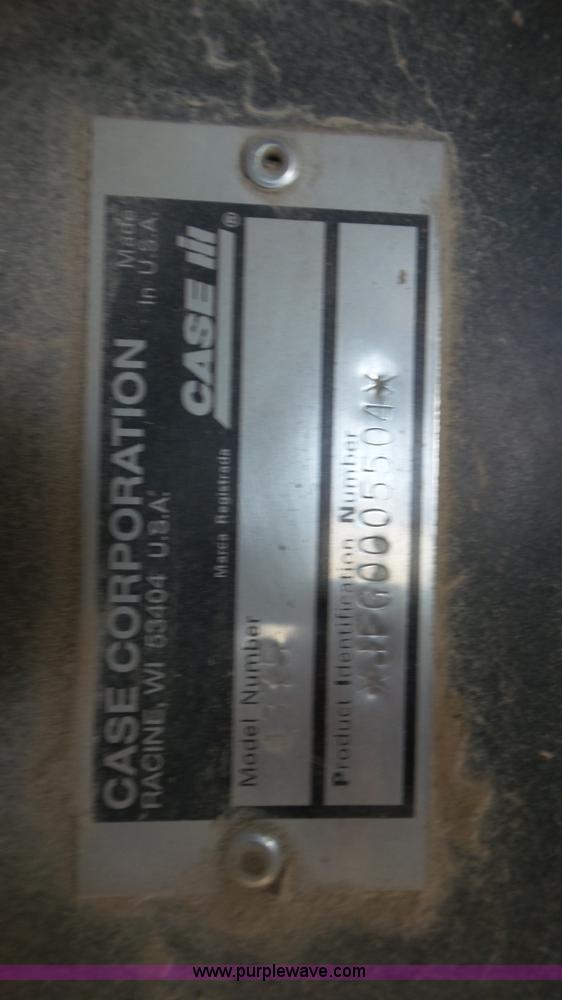 CASE CORPORATION Made
RACINE, WI 53404 U.S.A. In U.S.A.
Marca Registrada CASE III ®
Model Number
Product Identification Number
*JFG0005504*
www.purplewave.com